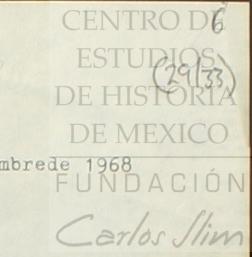 CENTRO DE
6
ESTUDIOS
(29/33)
DE HISTORIA
DE MEXICO
mbrede 1968
FUNDACIÓN
Carlos Slim